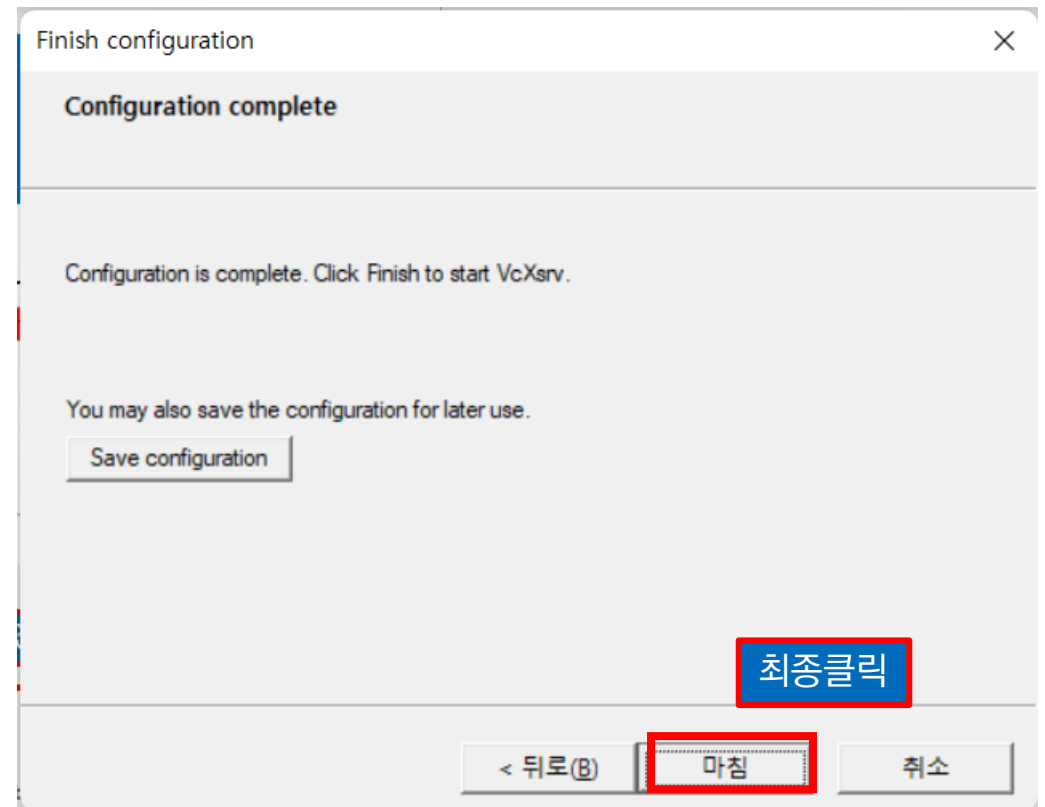 Finish configuration
Configuration complete
Configuration is complete. Click Finish to start VcXsrv.
You may also save the configuration for later use.
Save configuration
최종클릭
< 뒤로(B) 마침 취소